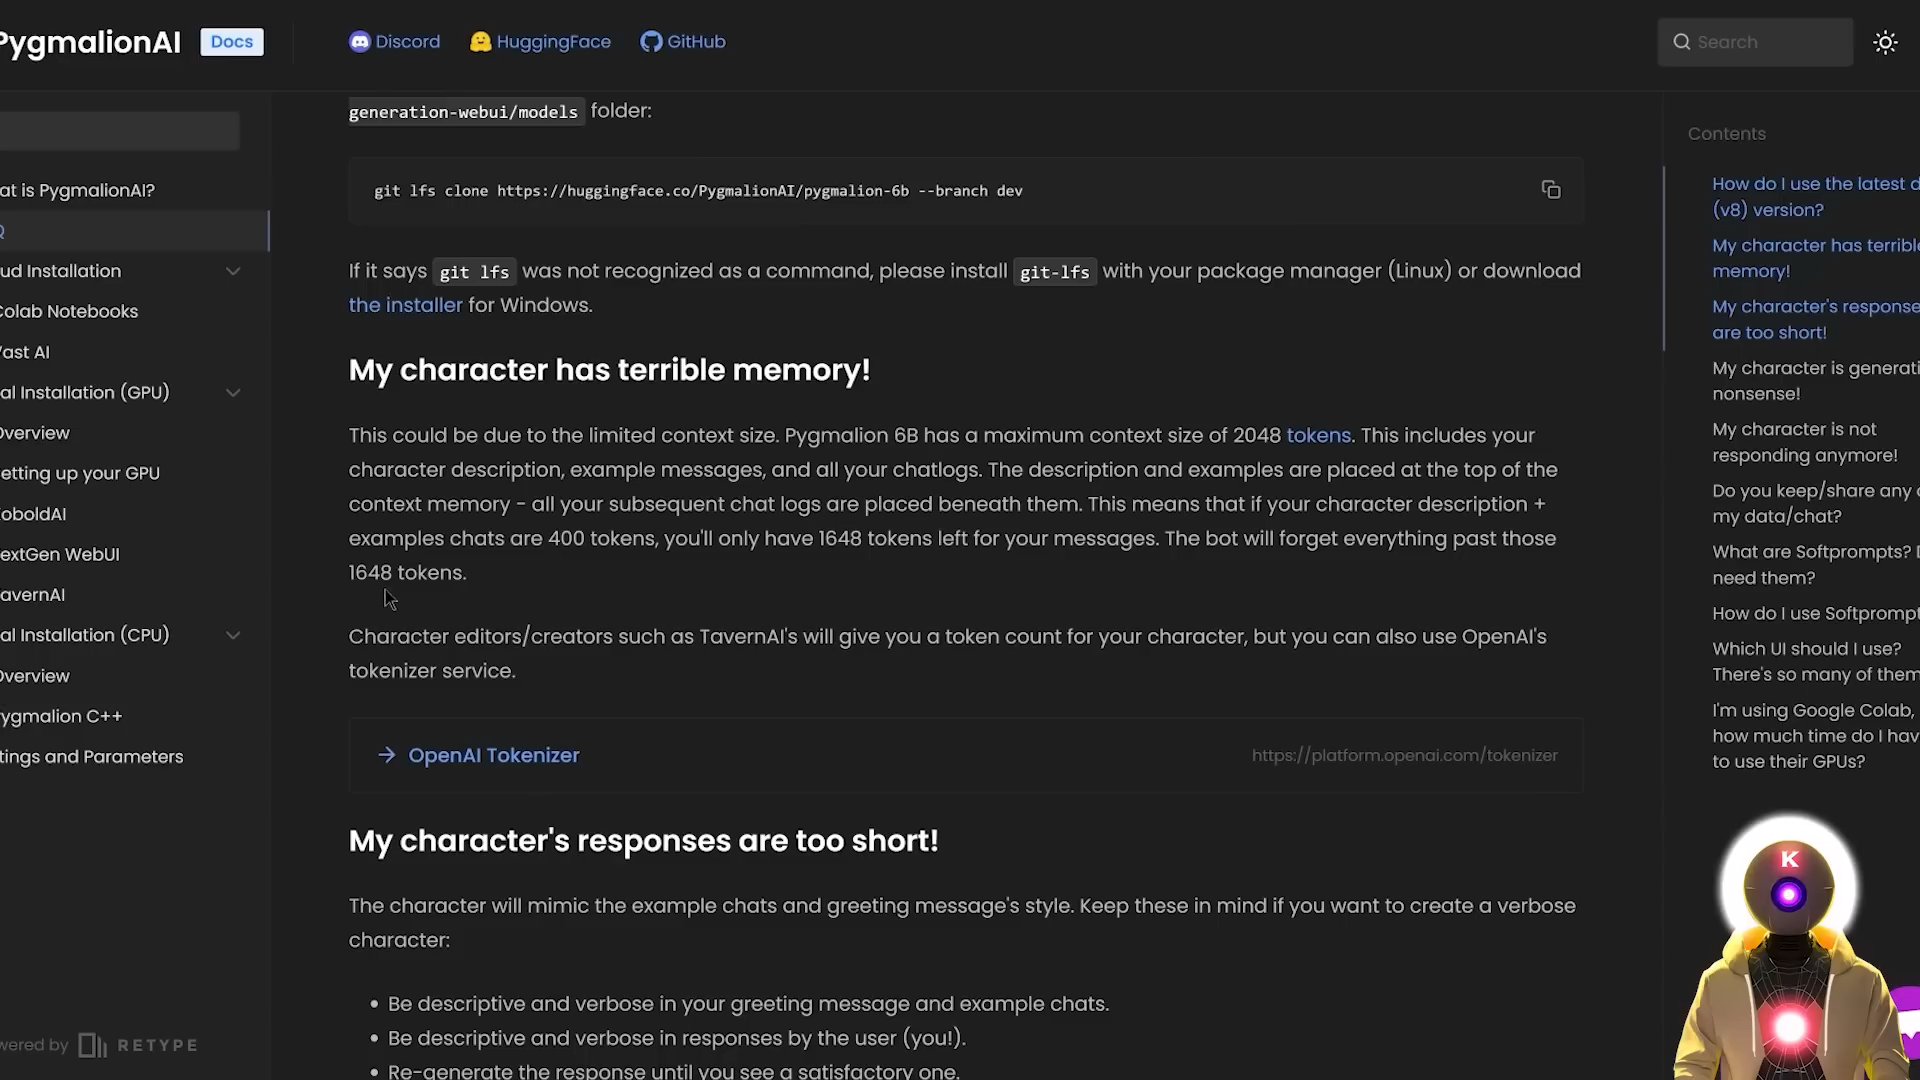 PygmalionAI Docs
Discord HuggingFace GitHub
Search
at is PygmalionAI?
ud Installation
Colab Notebooks
Vast AI
al Installation (GPU)
Overview
etting up your GPU
KoboldAI
extGen WebUI
avernAI
al Installation (CPU)
Overview
ygmalion C++
tings and Parameters
wered by RETYPE
generation-webui/models folder:
git lfs clone https://huggingface.co/PygmalionAI/pygmalion-6b --branch dev
If it says git lfs was not recognized as a command, please install git-lfs with your package manager (Linux) or download
the installer for Windows.
My character has terrible memory!
This could be due to the limited context size. Pygmalion 6B has a maximum context size of 2048 tokens. This includes your
character description, example messages, and all your chatlogs. The description and examples are placed at the top of the
context memory - all your subsequent chat logs are placed beneath them. This means that if your character description +
examples chats are 400 tokens, you'll only have 1648 tokens left for your messages. The bot will forget everything past those
1648 tokens.
Character editors/creators such as TavernAI's will give you a token count for your character, but you can also use OpenAI's
tokenizer service.
OpenAI Tokenizer https://platform.openai.com/tokenizer
My character's responses are too short!
The character will mimic the example chats and greeting message's style. Keep these in mind if you want to create a verbose
character:
• Be descriptive and verbose in your greeting message and example chats.
• Be descriptive and verbose in responses by the user (you!).
• Re-generate the response until you see a satisfactory one.
Contents
How do I use the latest d
(v8) version?
My character has terrible
memory!
My character's response
are too short!
My character is generati
nonsense!
My character is not
responding anymore!
Do you keep/share any o
my data/chat?
What are Softprompts? D
need them?
How do I use Softprompt
Which UI should I use?
There's so many of them
I'm using Google Colab,
how much time do I hav
to use their GPUs?
K